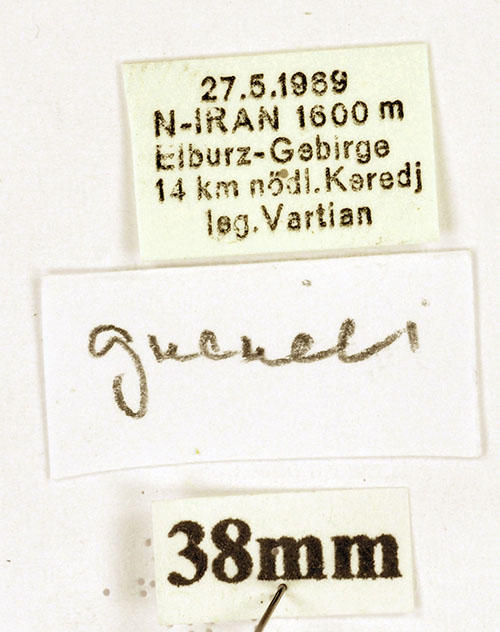 27.5.1969
N-IRAN 1600 m
Elburz-Gebirge
14 km nödl.Keredj
leg.Vartian
38mm